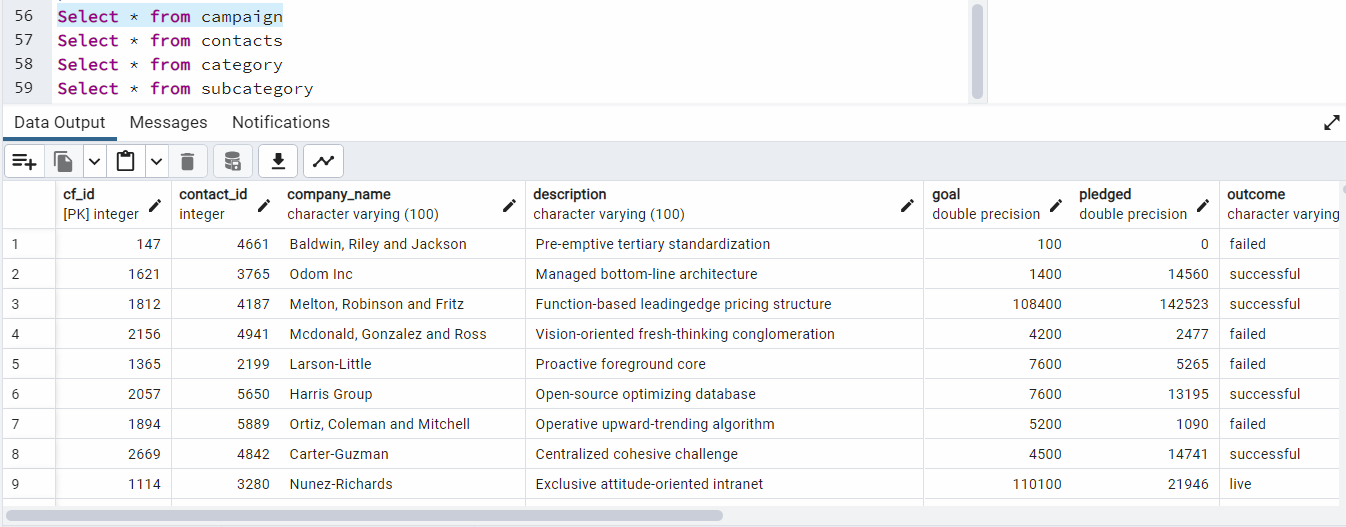 56 Select * from campaign
57 Select * from contacts
58 Select * from category
59 Select * from subcategory
Data Output Messages Notifications
cf_id contact_id company_name description goal pledged outcome
[PK] integer integer character varying (100) character varying (100) double precision double precision character varying
1 147 4661 Baldwin, Riley and Jackson Pre-emptive tertiary standardization 100 0 failed
2 1621 3765 Odom Inc Managed bottom-line architecture 1400 14560 successful
3 1812 4187 Melton, Robinson and Fritz Function-based leadingedge pricing structure 108400 142523 successful
4 2156 4941 Mcdonald, Gonzalez and Ross Vision-oriented fresh-thinking conglomeration 4200 2477 failed
5 1365 2199 Larson-Little Proactive foreground core 7600 5265 failed
6 2057 5650 Harris Group Open-source optimizing database 7600 13195 successful
7 1894 5889 Ortiz, Coleman and Mitchell Operative upward-trending algorithm 5200 1090 failed
8 2669 4842 Carter-Guzman Centralized cohesive challenge 4500 14741 successful
9 1114 3280 Nunez-Richards Exclusive attitude-oriented intranet 110100 21946 live